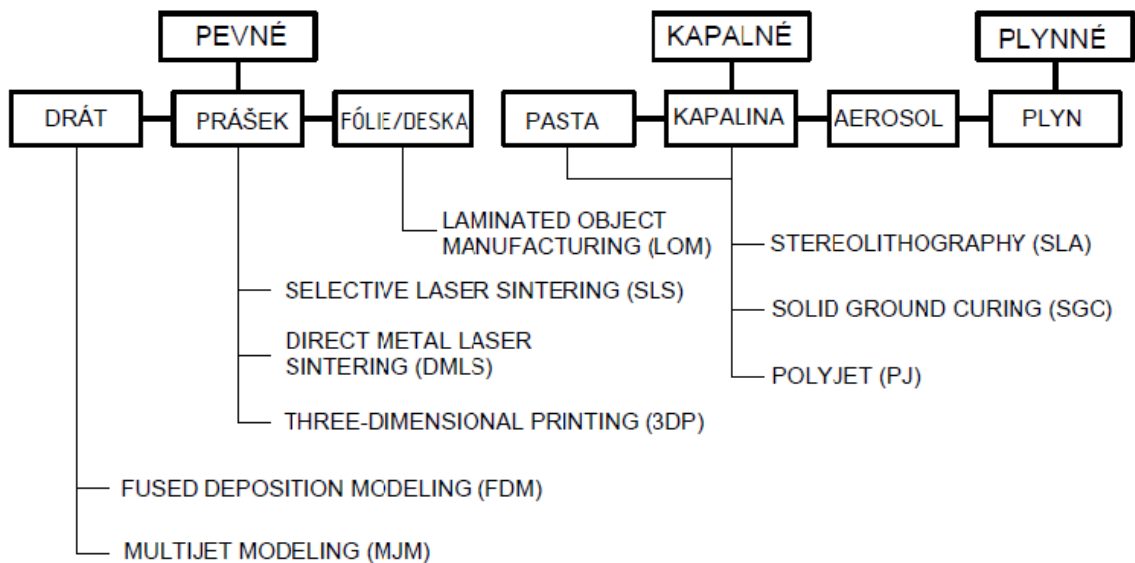 PEVNÉ
KAPALNÉ
PLYNNÉ
DRÁT
PRÁŠEK
FÓLIE/DESKA
PASTA
KAPALINA
AEROSOL
PLYN
LAMINATED OBJECT
MANUFACTURING (LOM)
STEREOLITHOGRAPHY (SLA)
SELECTIVE LASER SINTERING (SLS)
SOLID GROUND CURING (SGC)
DIRECT METAL LASER
SINTERING (DMLS)
POLYJET (PJ)
THREE-DIMENSIONAL PRINTING (3DP)
FUSED DEPOSITION MODELING (FDM)
MULTIJET MODELING (MJM)